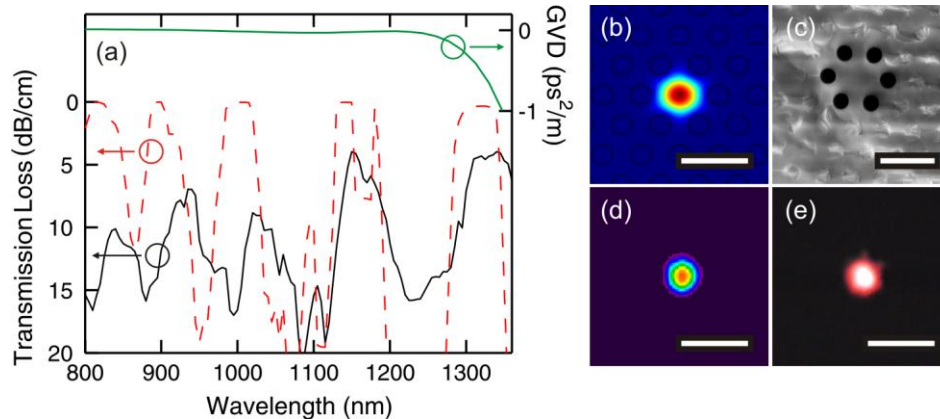 (a)
0
-1
GVD (ps²/m)
0
5
10
15
20
Transmission Loss (dB/cm)
800
900
1000
1100
1200
1300
Wavelength (nm)
(b)
(c)
(d)
(e)